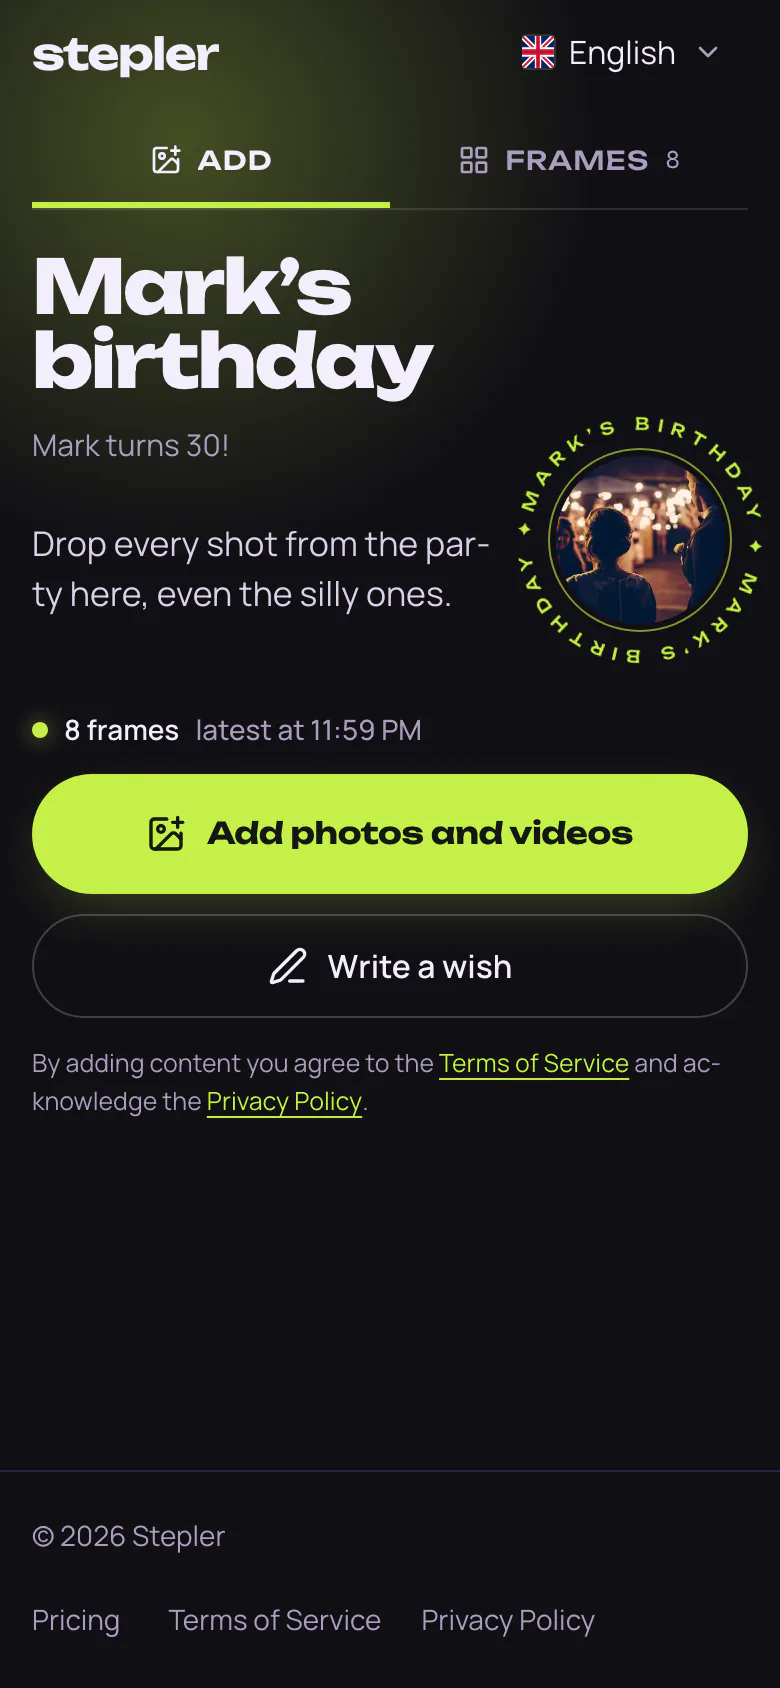 stepler
English
ADD
FRAMES 8
Mark’s
birthday
Mark turns 30!
MARK’S BIRTHDAY ✦ MARK’S BIRTHDAY ✦
Drop every shot from the par-
ty here, even the silly ones.
8 frames latest at 11:59 PM
Add photos and videos
Write a wish
By adding content you agree to the Terms of Service and ac-
knowledge the Privacy Policy.
© 2026 Stepler
Pricing Terms of Service Privacy Policy